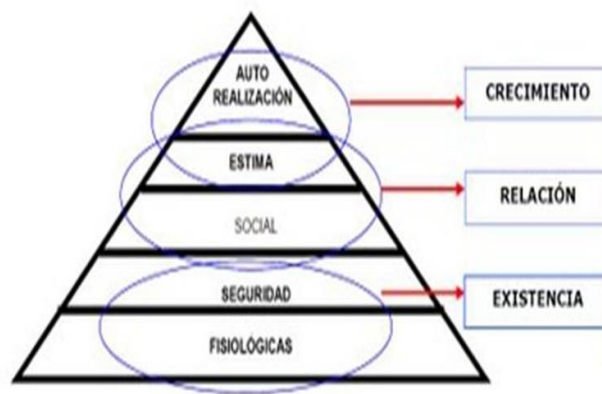 AUTO
REALIZACIÓN
CRECIMIENTO
ESTIMA
RELACIÓN
SOCIAL
SEGURIDAD
EXISTENCIA
FISIOLÓGICAS